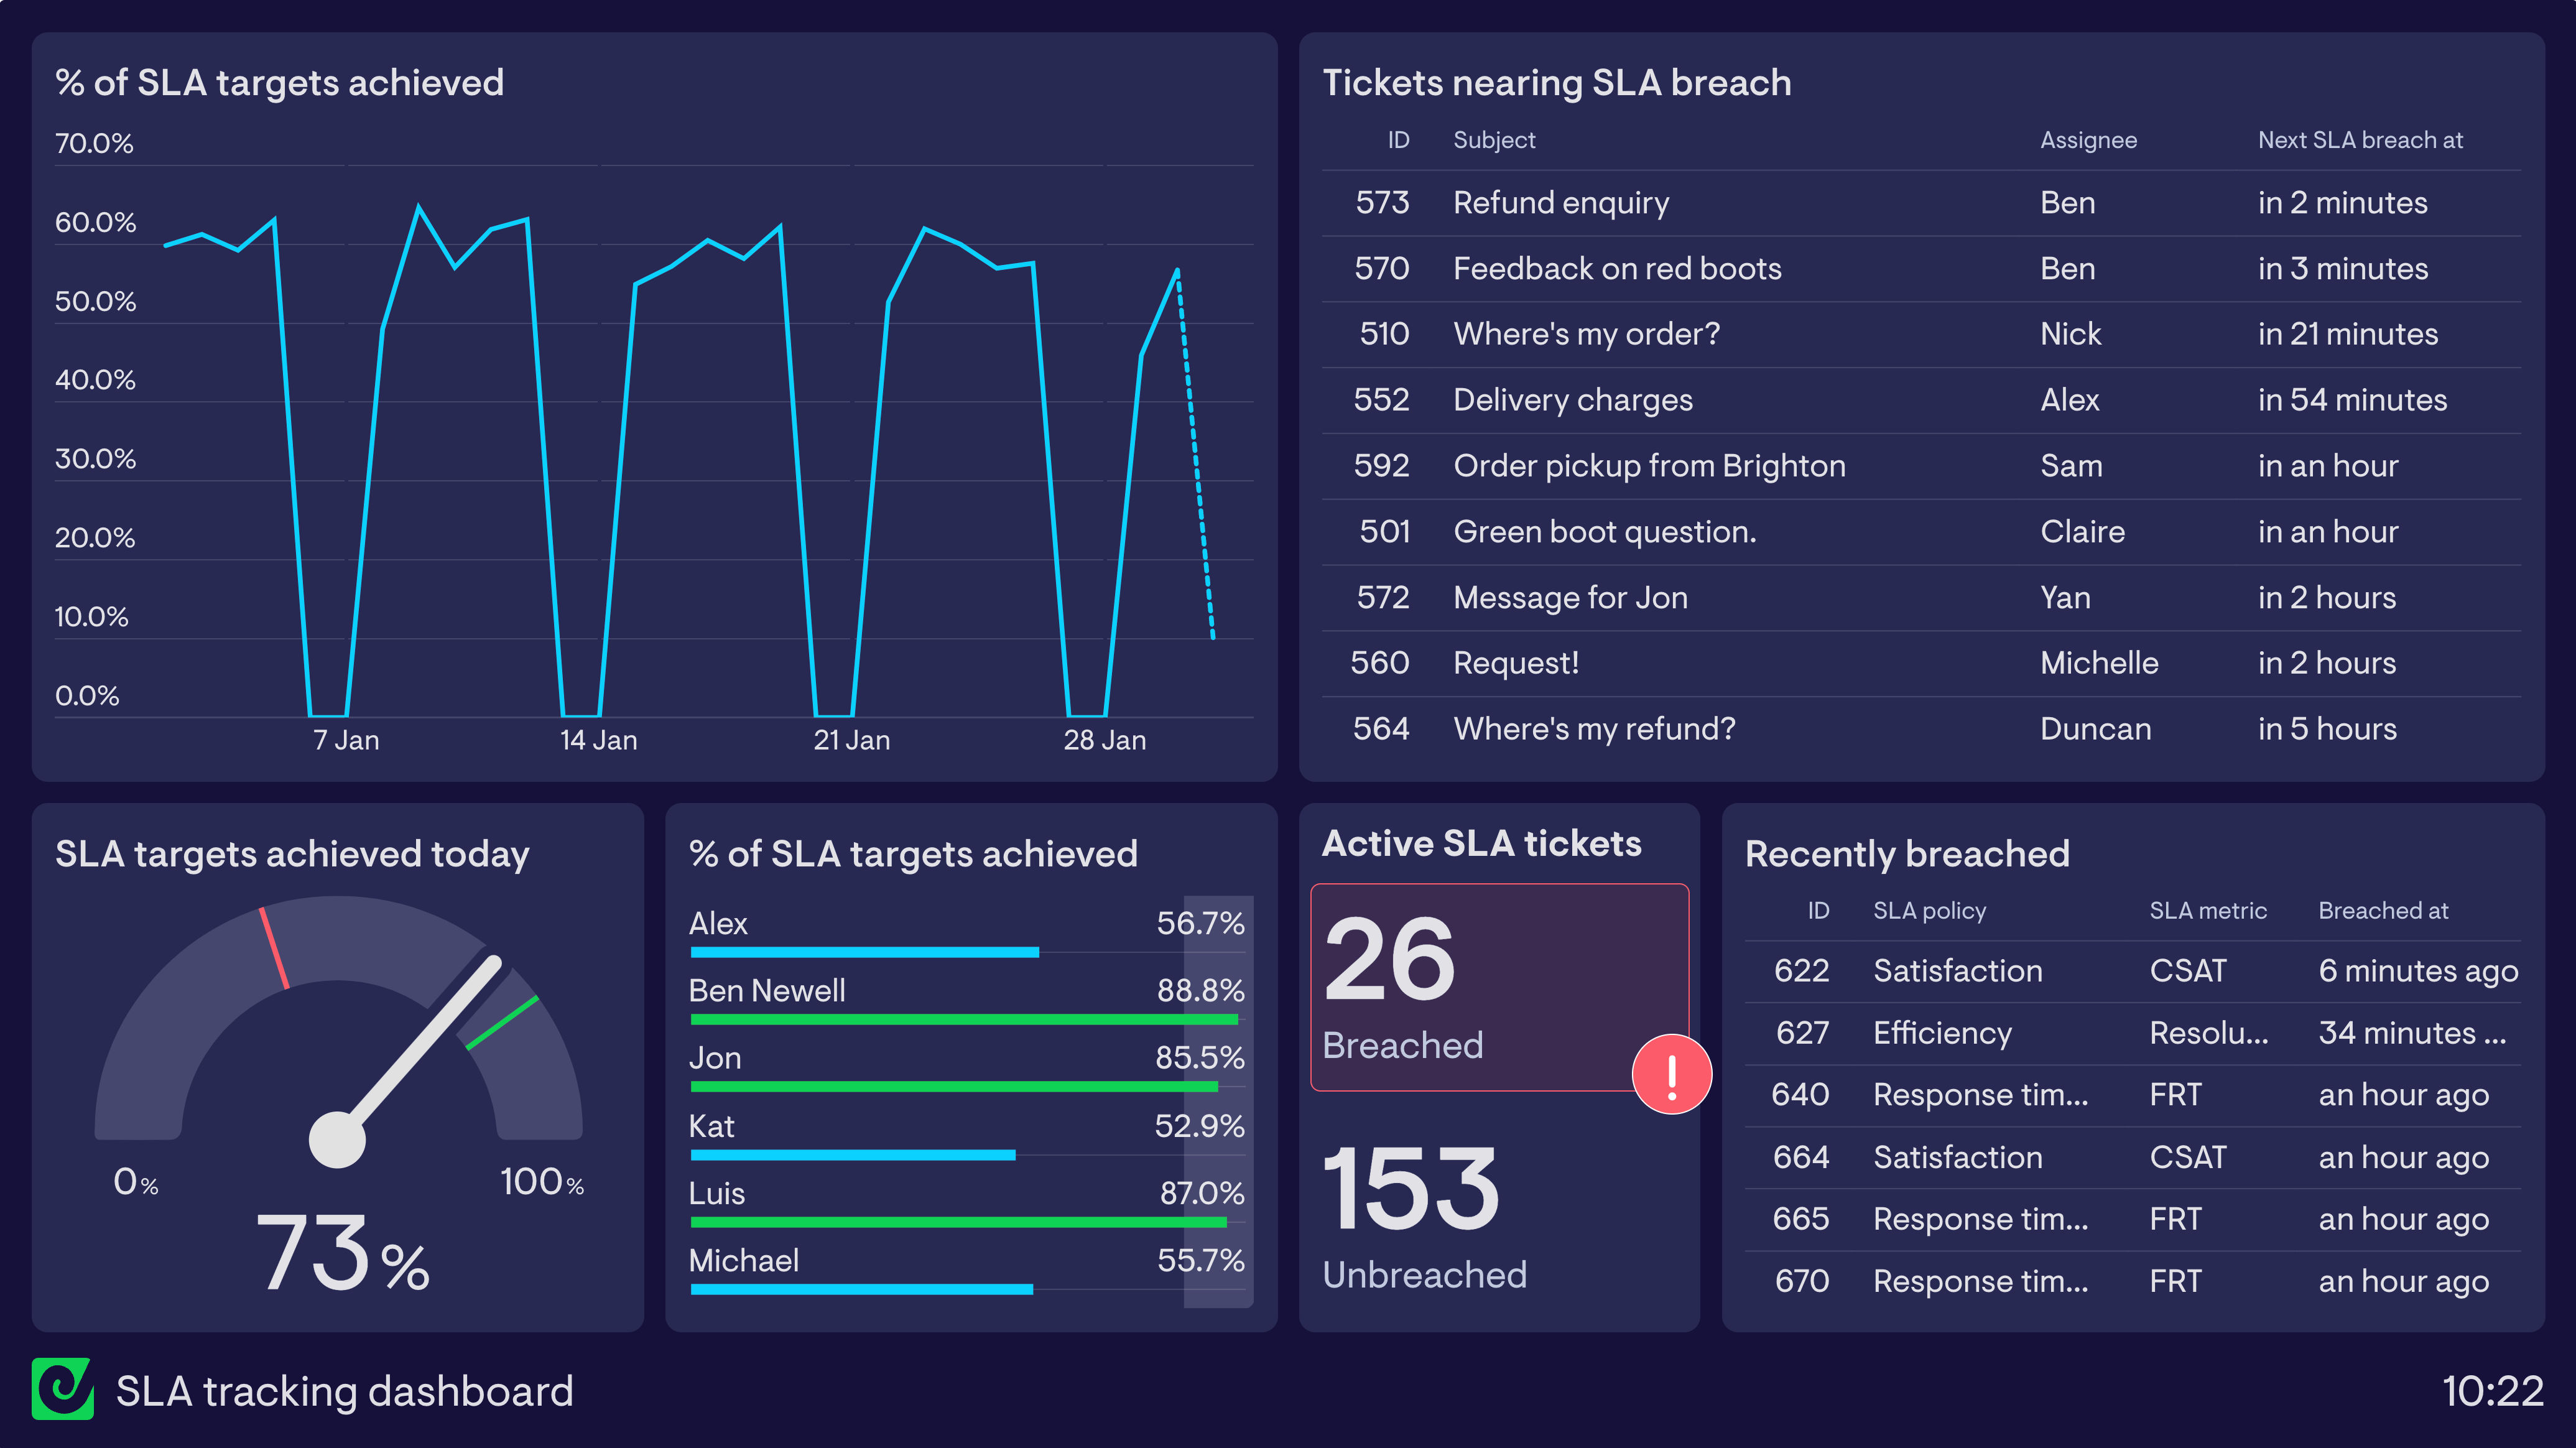 % of SLA targets achieved
70.0%
60.0%
50.0%
40.0%
30.0%
20.0%
10.0%
0.0%
7 Jan 14 Jan 21 Jan 28 Jan
Tickets nearing SLA breach
ID Subject Assignee Next SLA breach at
573 Refund enquiry Ben in 2 minutes
570 Feedback on red boots Ben in 3 minutes
510 Where's my order? Nick in 21 minutes
552 Delivery charges Alex in 54 minutes
592 Order pickup from Brighton Sam in an hour
501 Green boot question. Claire in an hour
572 Message for Jon Yan in 2 hours
560 Request! Michelle in 2 hours
564 Where's my refund? Duncan in 5 hours
SLA targets achieved today
0% 100%
73%
% of SLA targets achieved
Alex 56.7%
Ben Newell 88.8%
Jon 85.5%
Kat 52.9%
Luis 87.0%
Michael 55.7%
Active SLA tickets
26
Breached
!
153
Unbreached
Recently breached
ID SLA policy SLA metric Breached at
622 Satisfaction CSAT 6 minutes ago
627 Efficiency Resolu... 34 minutes ...
640 Response tim... FRT an hour ago
664 Satisfaction CSAT an hour ago
665 Response tim... FRT an hour ago
670 Response tim... FRT an hour ago
SLA tracking dashboard
10:22